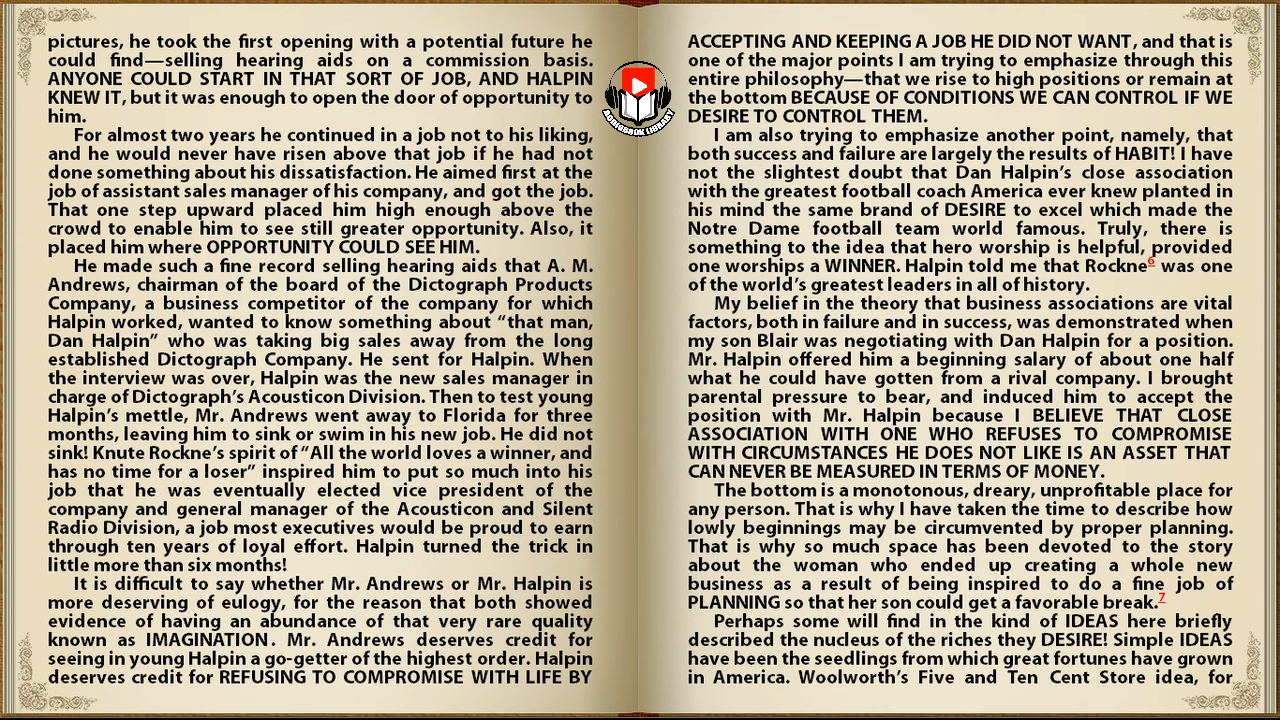 pictures, he took the first opening with a potential future he
could find—selling hearing aids on a commission basis.
ANYONE COULD START IN THAT SORT OF JOB, AND HALPIN
KNEW IT, but it was enough to open the door of opportunity to
him.
For almost two years he continued in a job not to his liking,
and he would never have risen above that job if he had not
done something about his dissatisfaction. He aimed first at the
job of assistant sales manager of his company, and got the job.
That one step upward placed him high enough above the
crowd to enable him to see still greater opportunity. Also, it
placed him where OPPORTUNITY COULD SEE HIM.
He made such a fine record selling hearing aids that A. M.
Andrews, chairman of the board of the Dictograph Products
Company, a business competitor of the company for which
Halpin worked, wanted to know something about “that man,
Dan Halpin” who was taking big sales away from the long
established Dictograph Company. He sent for Halpin. When
the interview was over, Halpin was the new sales manager in
charge of Dictograph’s Acousticon Division. Then to test young
Halpin’s mettle, Mr. Andrews went away to Florida for three
months, leaving him to sink or swim in his new job. He did not
sink! Knute Rockne’s spirit of “All the world loves a winner, and
has no time for a loser” inspired him to put so much into his
job that he was eventually elected vice president of the
company and general manager of the Acousticon and Silent
Radio Division, a job most executives would be proud to earn
through ten years of loyal effort. Halpin turned the trick in
little more than six months!
It is difficult to say whether Mr. Andrews or Mr. Halpin is
more deserving of eulogy, for the reason that both showed
evidence of having an abundance of that very rare quality
known as IMAGINATION. Mr. Andrews deserves credit for
seeing in young Halpin a go-getter of the highest order. Halpin
deserves credit for REFUSING TO COMPROMISE WITH LIFE BY
AUDIOBOOK LIBRARY
ACCEPTING AND KEEPING A JOB HE DID NOT WANT, and that is
one of the major points I am trying to emphasize through this
entire philosophy—that we rise to high positions or remain at
the bottom BECAUSE OF CONDITIONS WE CAN CONTROL IF WE
DESIRE TO CONTROL THEM.
I am also trying to emphasize another point, namely, that
both success and failure are largely the results of HABIT! I have
not the slightest doubt that Dan Halpin’s close association
with the greatest football coach America ever knew planted in
his mind the same brand of DESIRE to excel which made the
Notre Dame football team world famous. Truly, there is
something to the idea that hero worship is helpful, provided
one worships a WINNER. Halpin told me that Rockne6 was one
of the world’s greatest leaders in all of history.
My belief in the theory that business associations are vital
factors, both in failure and in success, was demonstrated when
my son Blair was negotiating with Dan Halpin for a position.
Mr. Halpin offered him a beginning salary of about one half
what he could have gotten from a rival company. I brought
parental pressure to bear, and induced him to accept the
position with Mr. Halpin because I BELIEVE THAT CLOSE
ASSOCIATION WITH ONE WHO REFUSES TO COMPROMISE
WITH CIRCUMSTANCES HE DOES NOT LIKE IS AN ASSET THAT
CAN NEVER BE MEASURED IN TERMS OF MONEY.
The bottom is a monotonous, dreary, unprofitable place for
any person. That is why I have taken the time to describe how
lowly beginnings may be circumvented by proper planning.
That is why so much space has been devoted to the story
about the woman who ended up creating a whole new
business as a result of being inspired to do a fine job of
PLANNING so that her son could get a favorable break.7
Perhaps some will find in the kind of IDEAS here briefly
described the nucleus of the riches they DESIRE! Simple IDEAS
have been the seedlings from which great fortunes have grown
in America. Woolworth’s Five and Ten Cent Store idea, for